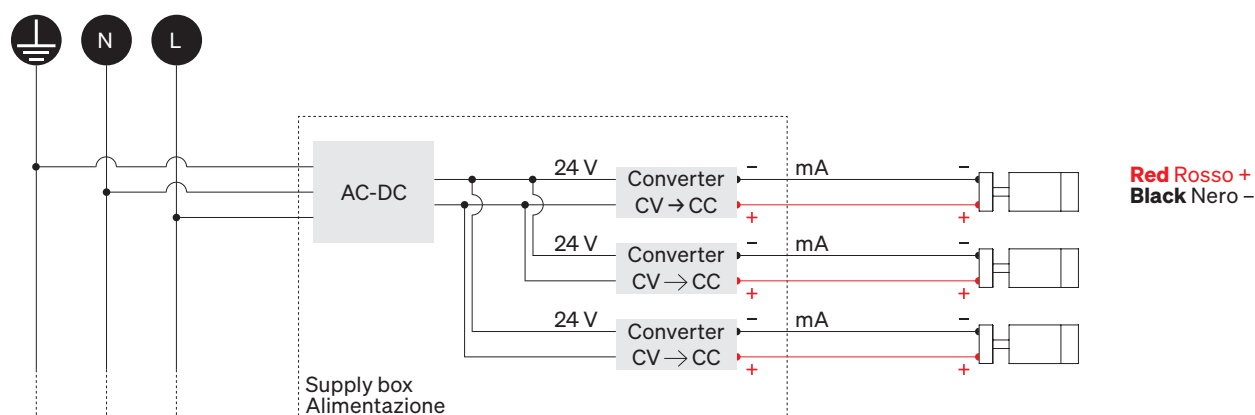 N
L
AC-DC
24 V
Converter
CV → CC
–
+
mA
–
+
Red Rosso +
Black Nero –
24 V
Converter
CV → CC
–
+
mA
–
+
24 V
Converter
CV → CC
–
+
mA
–
+
Supply box
Alimentazione